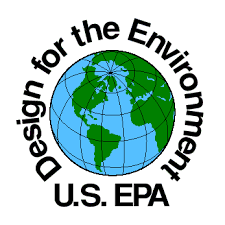 Design for the Environment
U.S. EPA